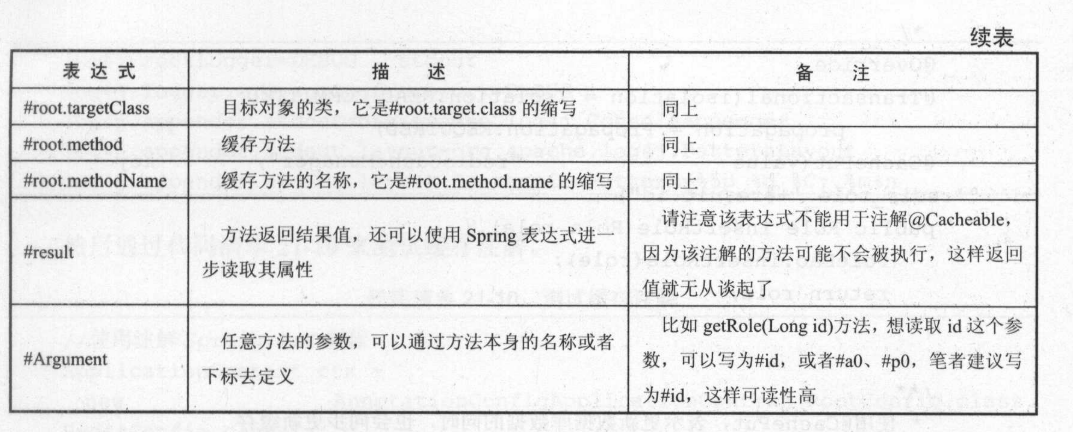 续表
表 达 式 描 述 备 注
#root.targetClass 目标对象的类，它是#root.target.class 的缩写 同上
#root.method 缓存方法 同上
#root.methodName 缓存方法的名称，它是#root.method.name 的缩写 同上
#result
方法返回结果值，还可以使用 Spring 表达式进一
步读取其属性
请注意该表达式不能用于注解@Cacheable，
因为该注解的方法可能不会被执行，这样返回
值就无从谈起了
#Argument
任意方法的参数，可以通过方法本身的名称或者
下标去定义
比如 getRole(Long id)方法，想读取 id 这个参
数，可以写为#id，或者#a0、#p0，笔者建议写
为#id，这样可读性高